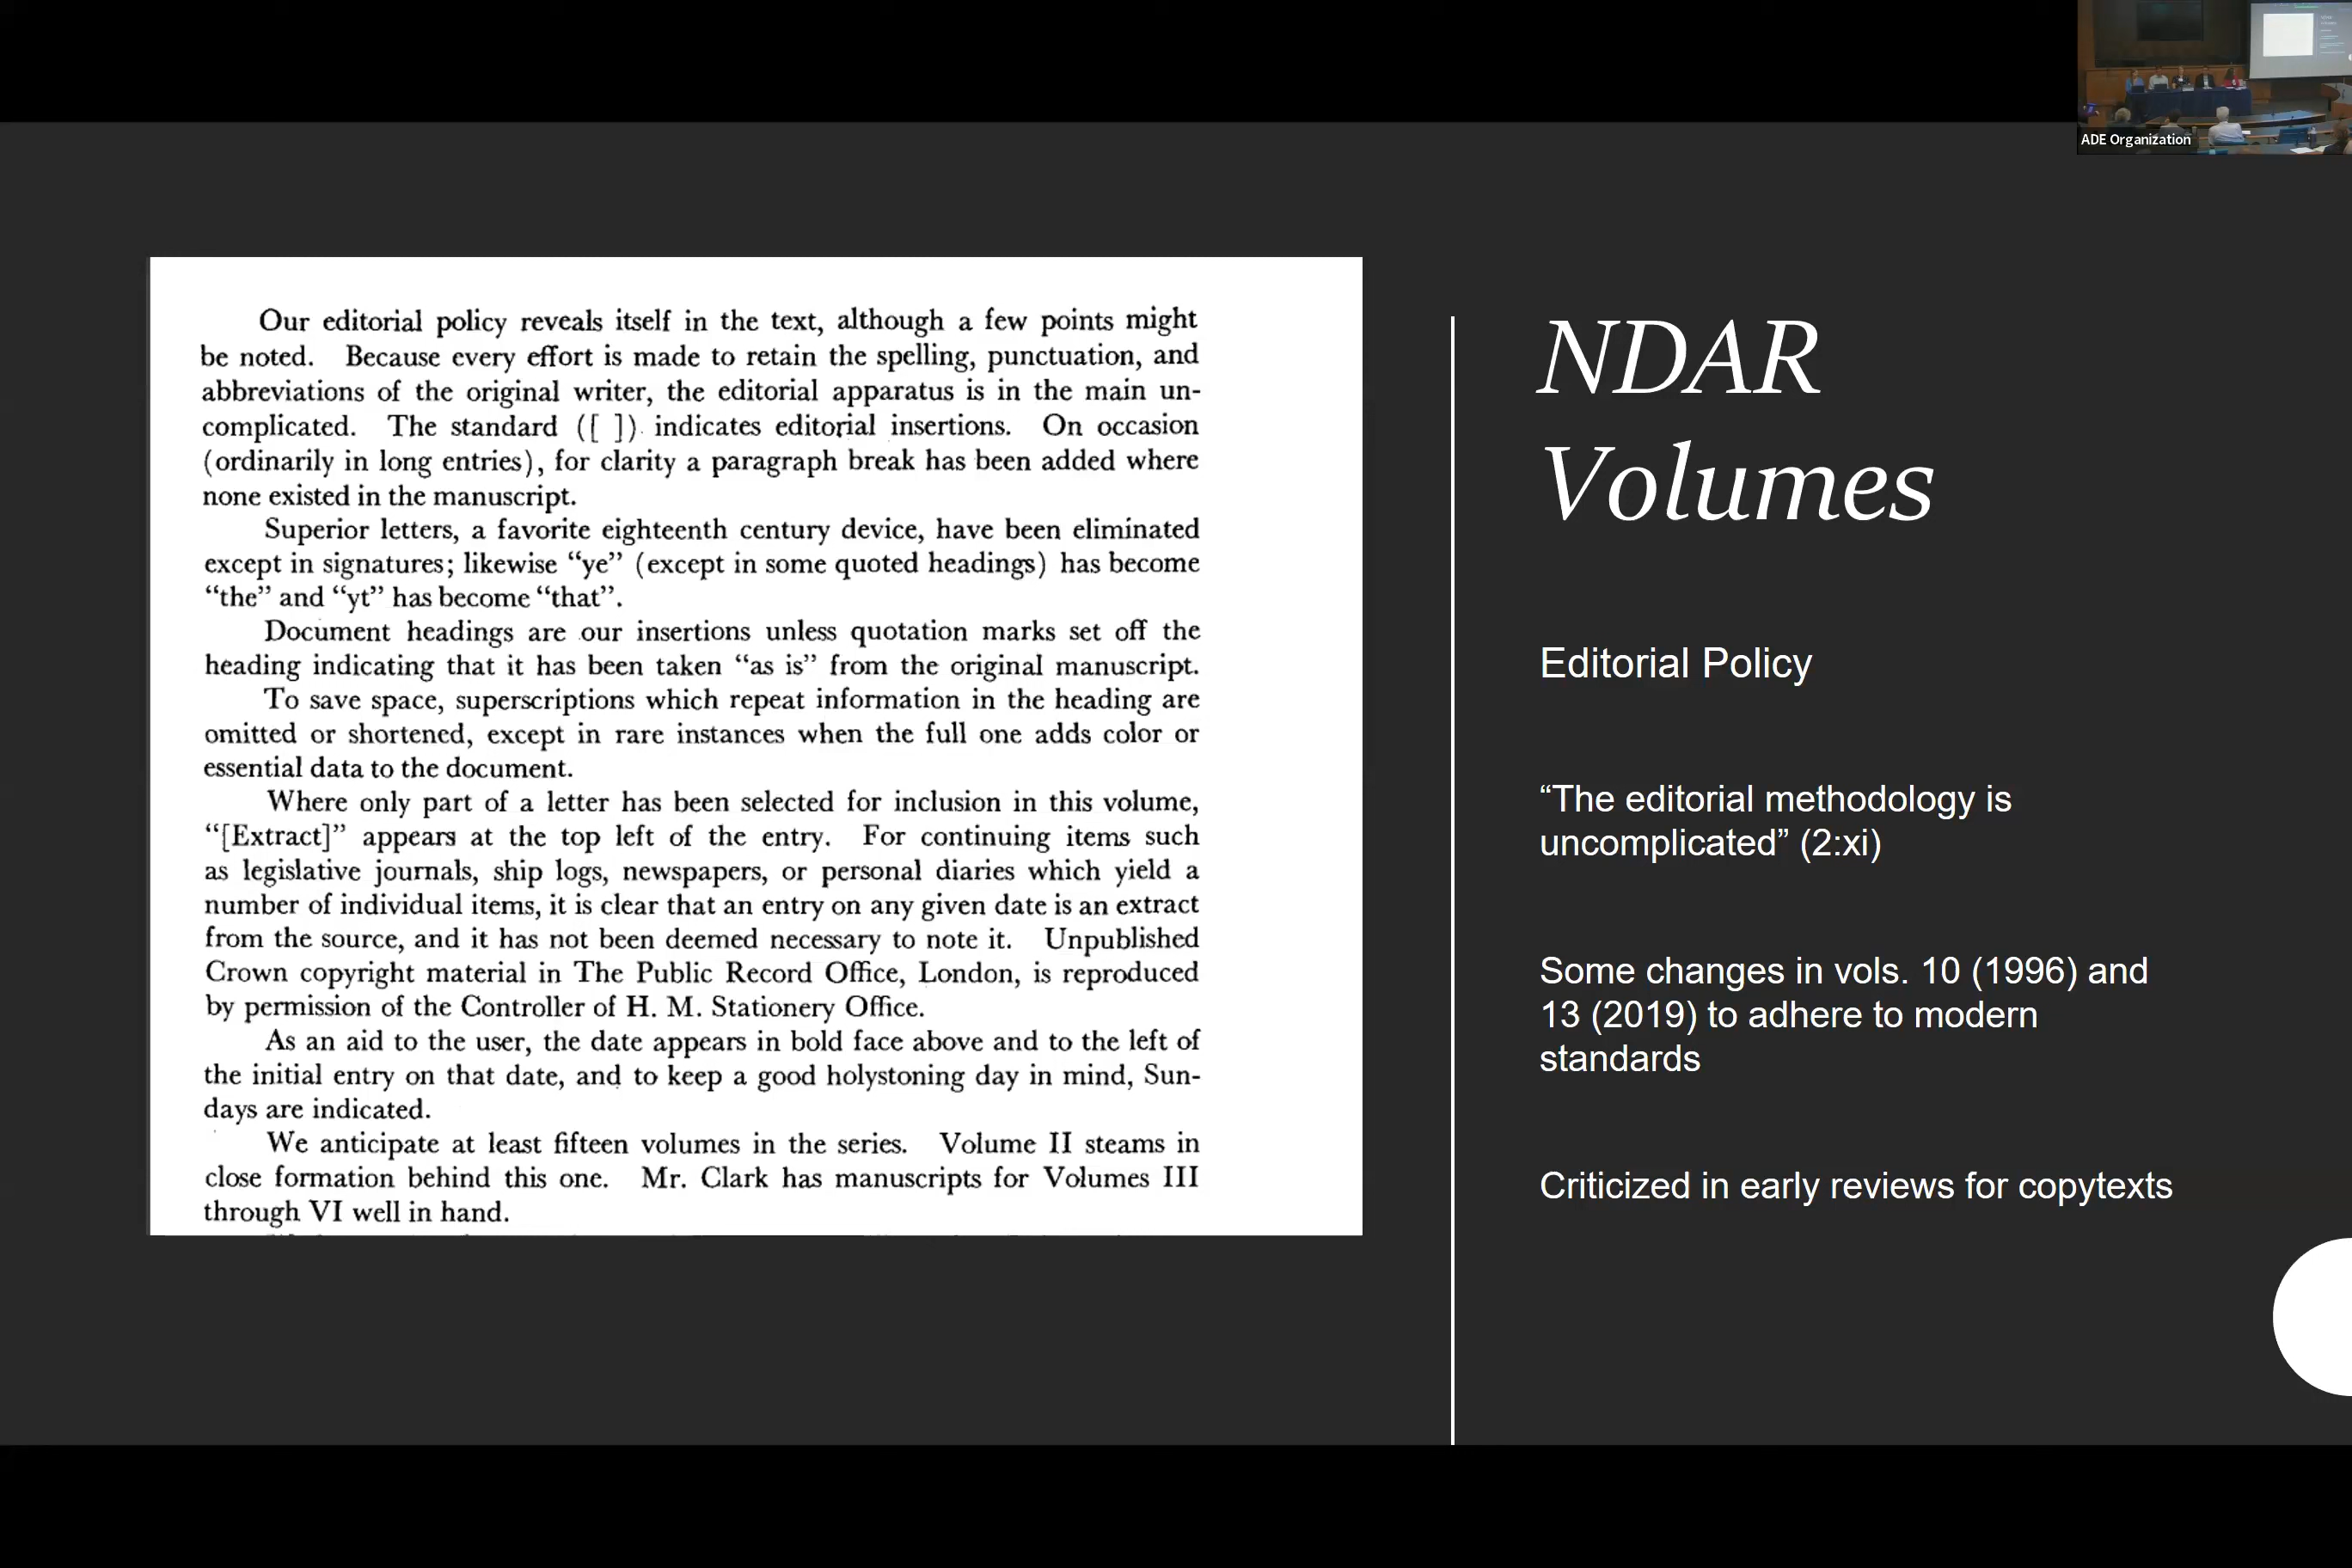 ADE Organization
Our editorial policy reveals itself in the text, although a few points might
be noted. Because every effort is made to retain the spelling, punctuation, and
abbreviations of the original writer, the editorial apparatus is in the main un-
complicated. The standard ([ ]) indicates editorial insertions. On occasion
(ordinarily in long entries), for clarity a paragraph break has been added where
none existed in the manuscript.
Superior letters, a favorite eighteenth century device, have been eliminated
except in signatures; likewise “ye” (except in some quoted headings) has become
“the” and “yt” has become “that”.
Document headings are our insertions unless quotation marks set off the
heading indicating that it has been taken “as is” from the original manuscript.
To save space, superscriptions which repeat information in the heading are
omitted or shortened, except in rare instances when the full one adds color or
essential data to the document.
Where only part of a letter has been selected for inclusion in this volume,
“[Extract]” appears at the top left of the entry. For continuing items such
as legislative journals, ship logs, newspapers, or personal diaries which yield a
number of individual items, it is clear that an entry on any given date is an extract
from the source, and it has not been deemed necessary to note it. Unpublished
Crown copyright material in The Public Record Office, London, is reproduced
by permission of the Controller of H. M. Stationery Office.
As an aid to the user, the date appears in bold face above and to the left of
the initial entry on that date, and to keep a good holystoning day in mind, Sun-
days are indicated.
We anticipate at least fifteen volumes in the series. Volume II steams in
close formation behind this one. Mr. Clark has manuscripts for Volumes III
through VI well in hand.
NDAR
Volumes
Editorial Policy
“The editorial methodology is
uncomplicated” (2:xi)
Some changes in vols. 10 (1996) and
13 (2019) to adhere to modern
standards
Criticized in early reviews for copytexts